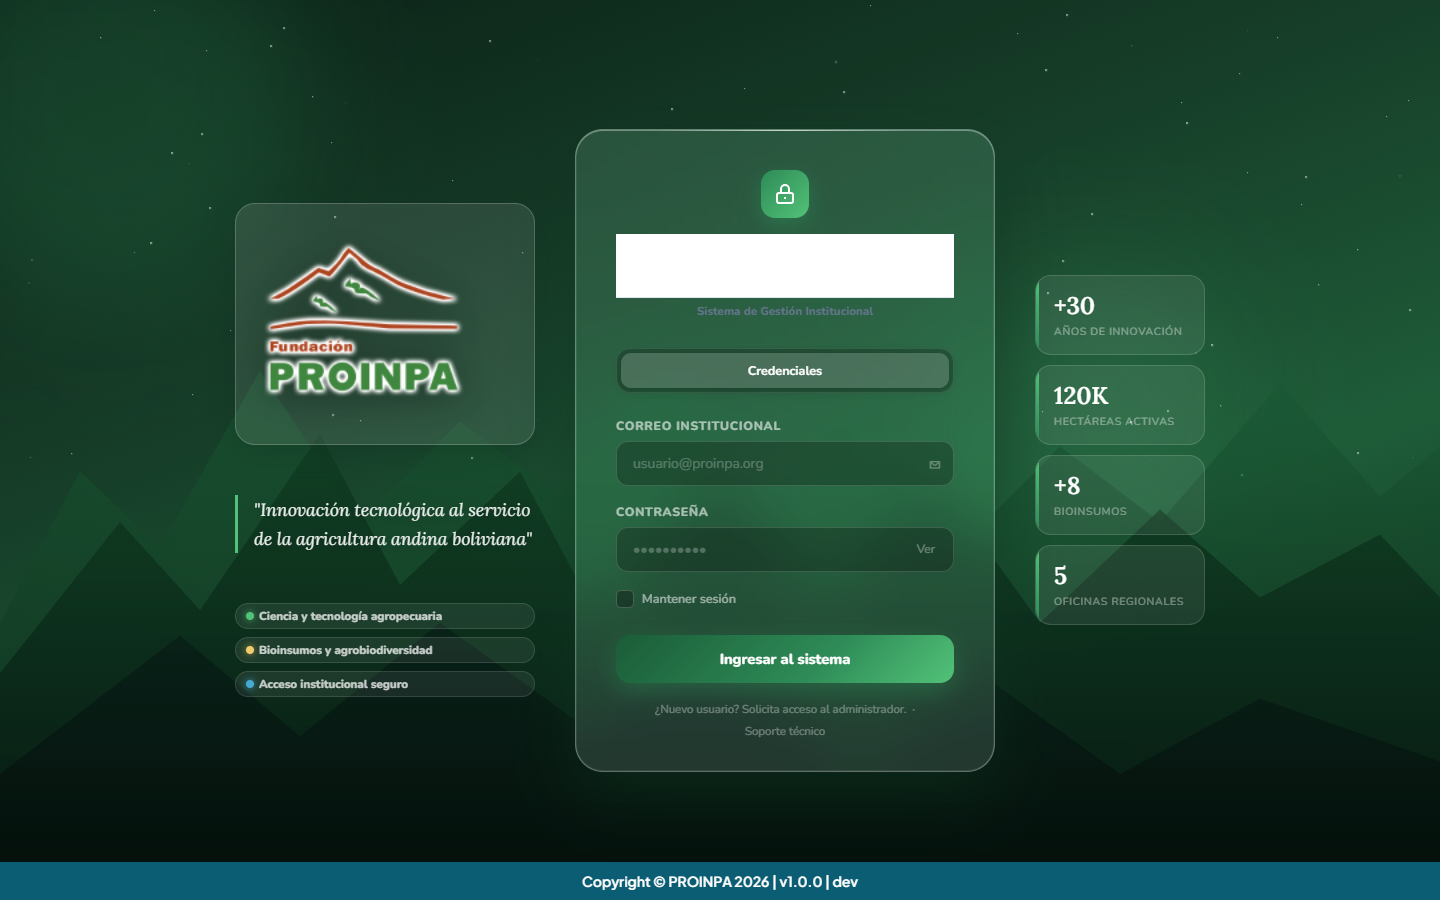 Fundación
PROINPA
"Innovación tecnológica al servicio
de la agricultura andina boliviana"
Ciencia y tecnología agropecuaria
Bioinsumos y agrobiodiversidad
Acceso institucional seguro
Sistema de Gestión Institucional
Credenciales
CORREO INSTITUCIONAL
usuario@proinpa.org
CONTRASEÑA
••••••••••
Ver
Mantener sesión
Ingresar al sistema
¿Nuevo usuario? Solicita acceso al administrador. ·
Soporte técnico
+30
AÑOS DE INNOVACIÓN
120K
HECTÁREAS ACTIVAS
+8
BIOINSUMOS
5
OFICINAS REGIONALES
Copyright © PROINPA 2026 | v1.0.0 | dev